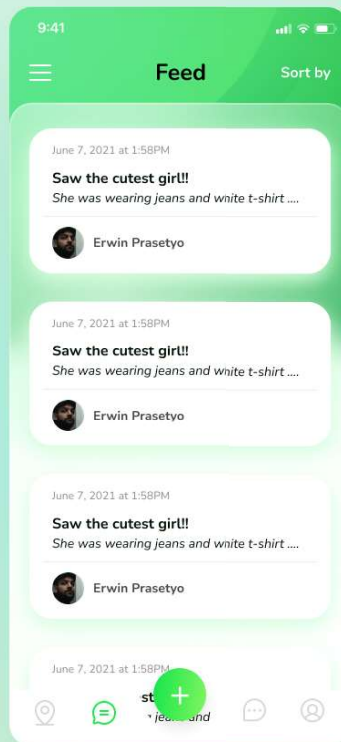 9:41
Feed
Sort by
June 7, 2021 at 1:58PM
Saw the cutest girl!!
She was wearing jeans and white t-shirt ....
Erwin Prasetyo
June 7, 2021 at 1:58PM
Saw the cutest girl!!
She was wearing jeans and white t-shirt ....
Erwin Prasetyo
June 7, 2021 at 1:58PM
Saw the cutest girl!!
She was wearing jeans and white t-shirt ....
Erwin Prasetyo
June 7, 2021 at 1:58PM
and